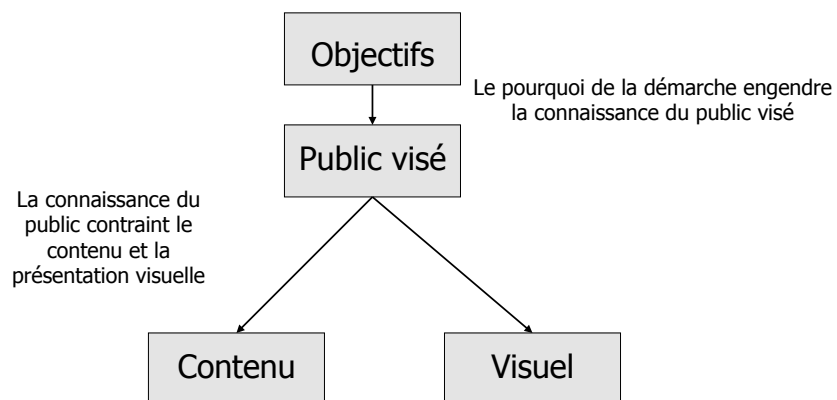 Objectifs
Le pourquoi de la démarche engendre
la connaissance du public visé
Public visé
La connaissance du
public contraint le
contenu et la
présentation visuelle
Contenu
Visuel